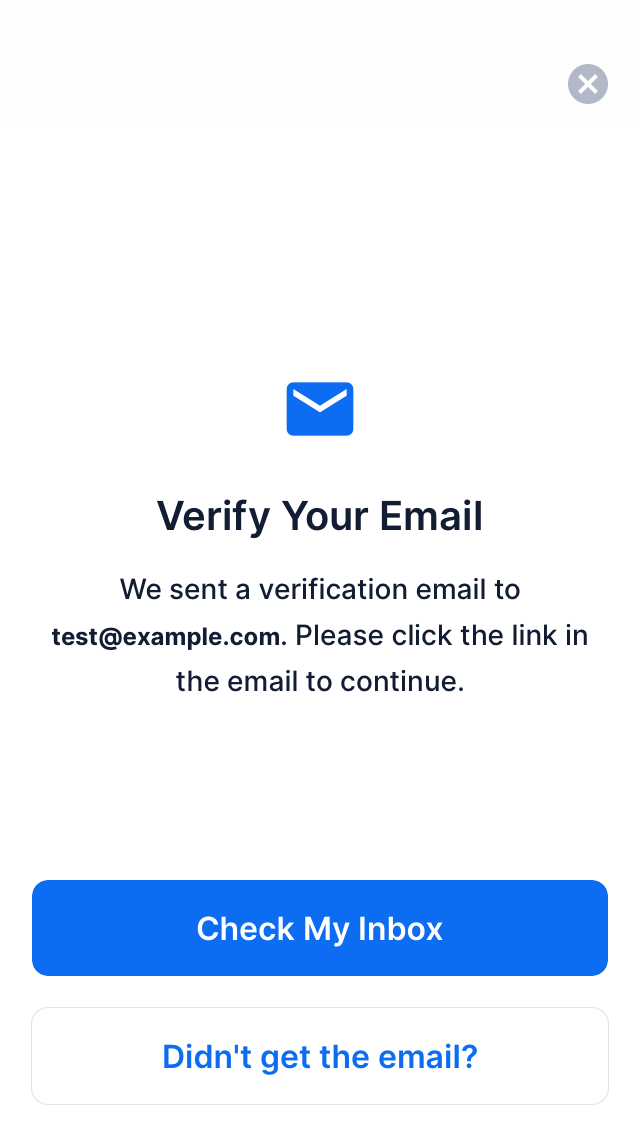 Verify Your Email
We sent a verification email to
test@example.com. Please click the link in
the email to continue.
Check My Inbox
Didn't get the email?